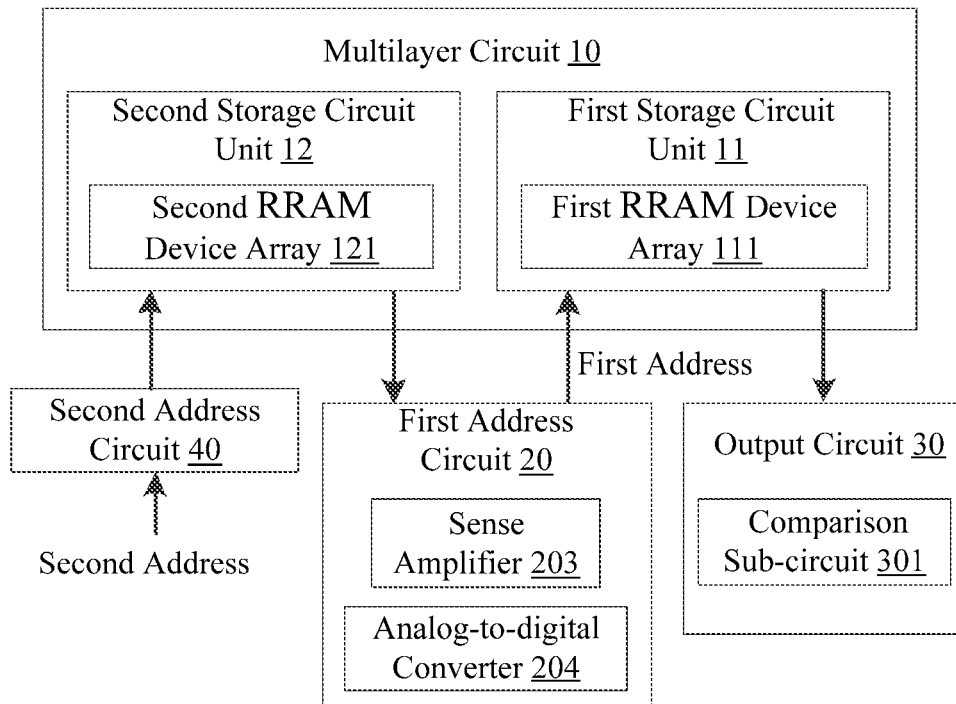 Multilayer Circuit 10
Second Storage Circuit
Unit 12
Second RRAM
Device Array 121
First Storage Circuit
Unit 11
First RRAM Device
Array 111
First Address
Second Address
Circuit 40
Second Address
First Address
Circuit 20
Sense
Amplifier 203
Analog-to-digital
Converter 204
Output Circuit 30
Comparison
Sub-circuit 301